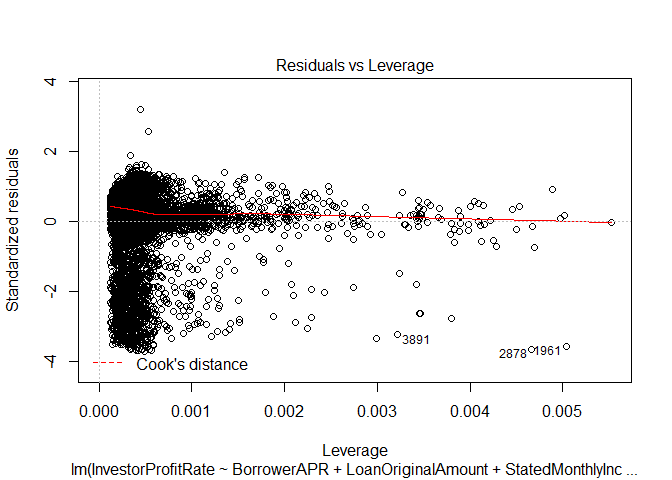 Residuals vs Leverage
4
2
0
-2
-4
Standardized residuals
3891
2878
1961
Cook's distance
0.000
0.001
0.002
0.003
0.004
0.005
Leverage
lm(InvestorProfitRate ~ BorrowerAPR + LoanOriginalAmount + StatedMonthlyInc ...